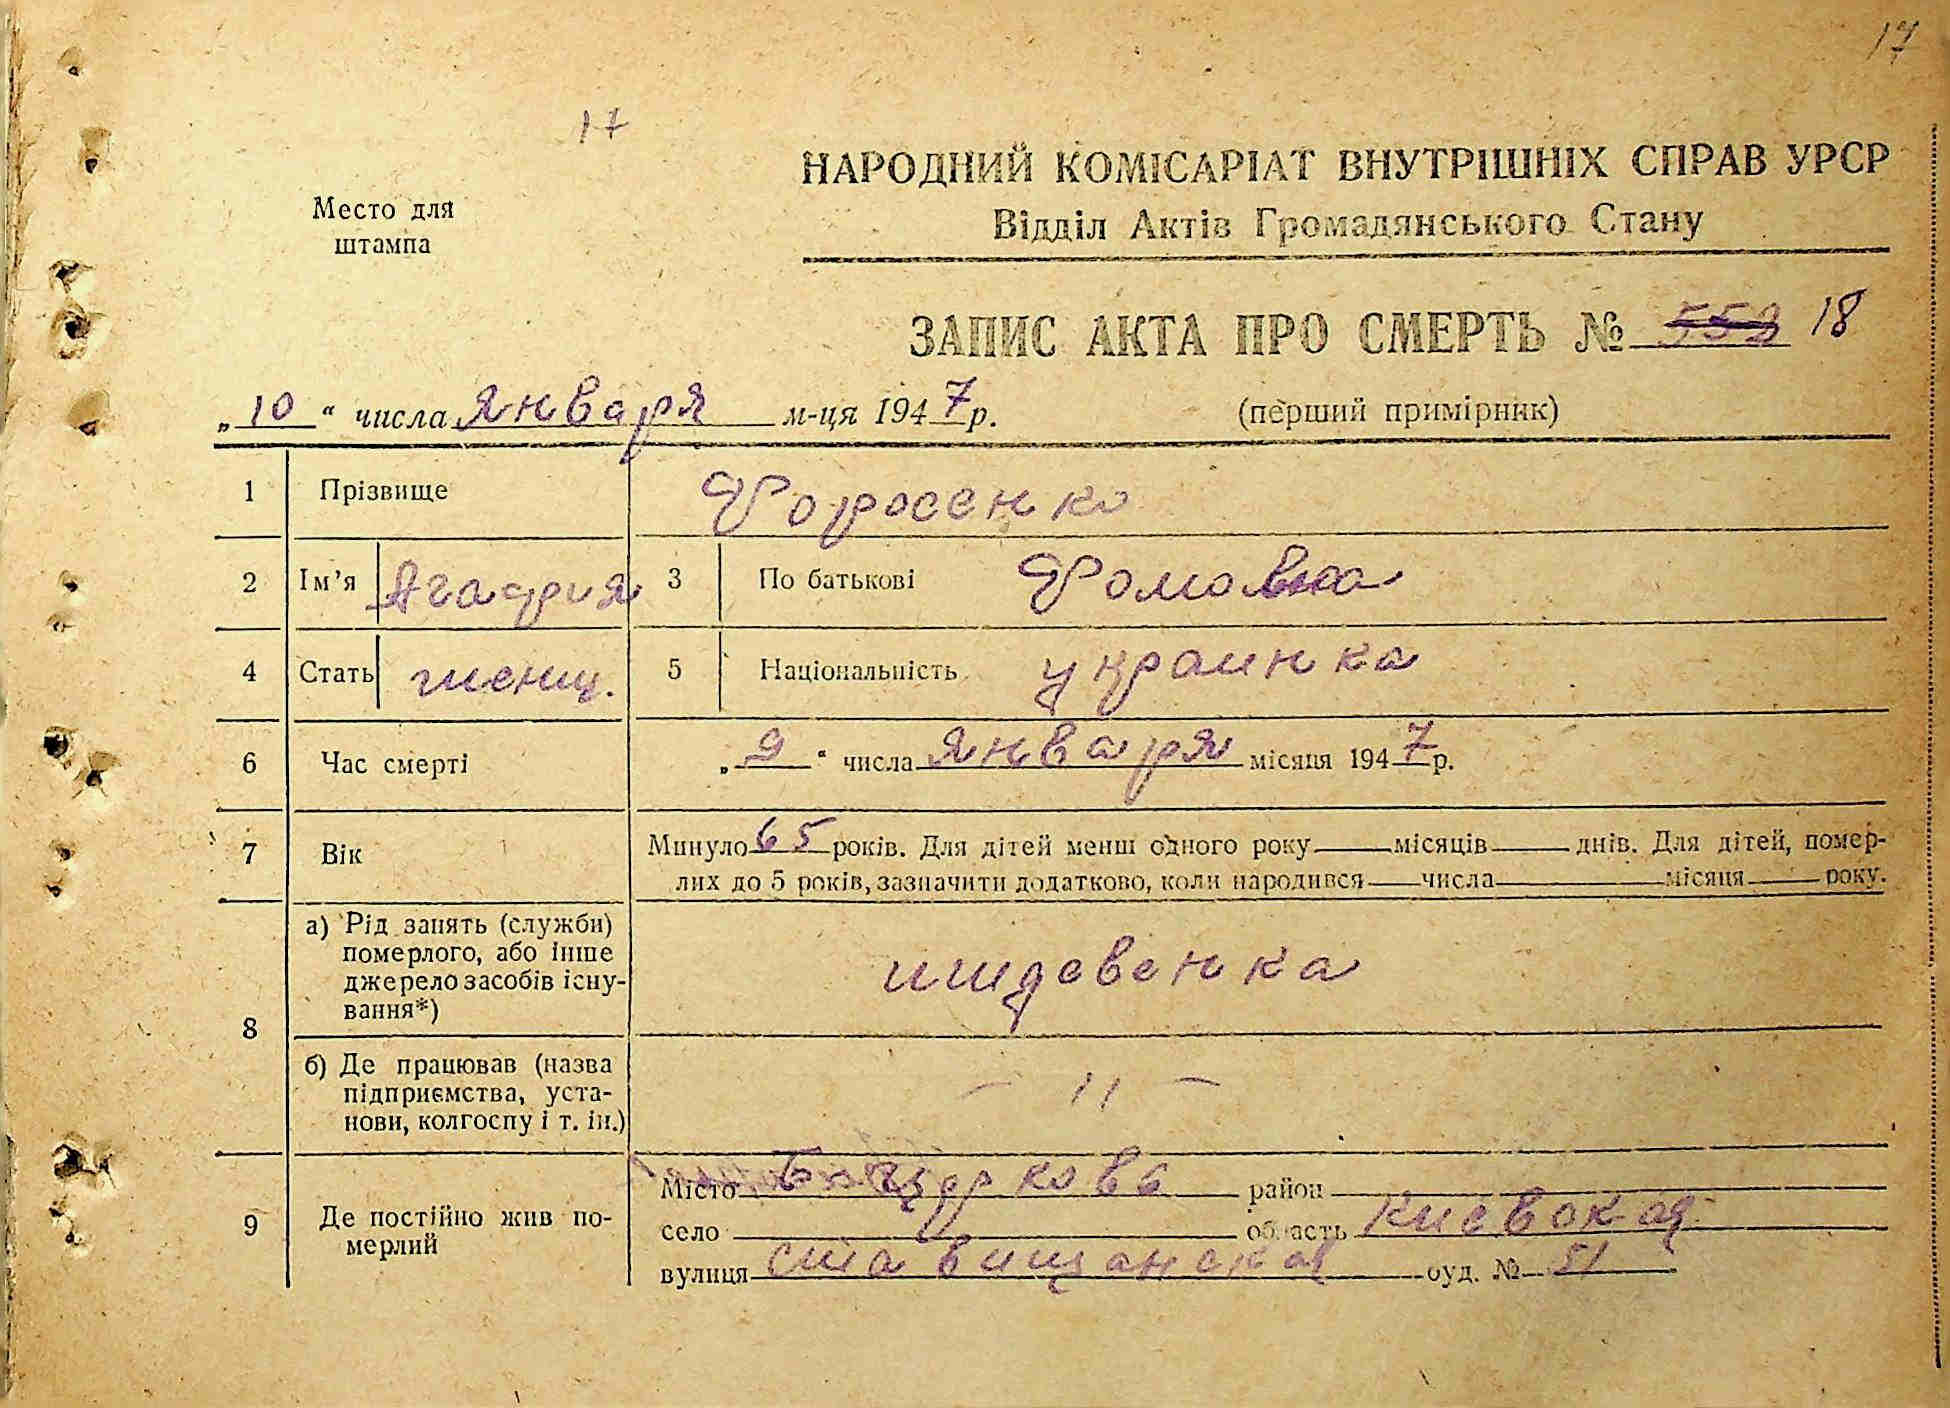 17
17
Место для
штампа
НАРОДНИЙ КОМІСАРІАТ ВНУТРІШНІХ СПРАВ УРСР
Відділ Актів Громадянського Стану
ЗАПИС АКТА ПРО СМЕРТЬ № 552 18
„10“ числа января м-ця 1947 р.
(перший примірник)
1 Прізвище Форосенко
2 Ім’я Агафия 3 По батькові Фомовна
4 Стать женщ. 5 Національність украинка
6 Час смерті „9“ числа января місяця 1947 р.
7 Вік Минуло 65 років. Для дітей менш одного року — місяців — днів. Для дітей, помер-
лих до 5 років, зазначити додатково, коли народився — числа — місяця — року.
8 а) Рід занять (служби)
померлого, або інше
джерело засобів існу-
вання*)
иждевенка
б) Де працював (назва
підприємства, уста-
нови, колгоспу і т. ін.)
— 11 —
9 Де постійно жив по-
мерлий
Місто Б церковь район
село область Киевская
вулиця ставищанская буд. № 51